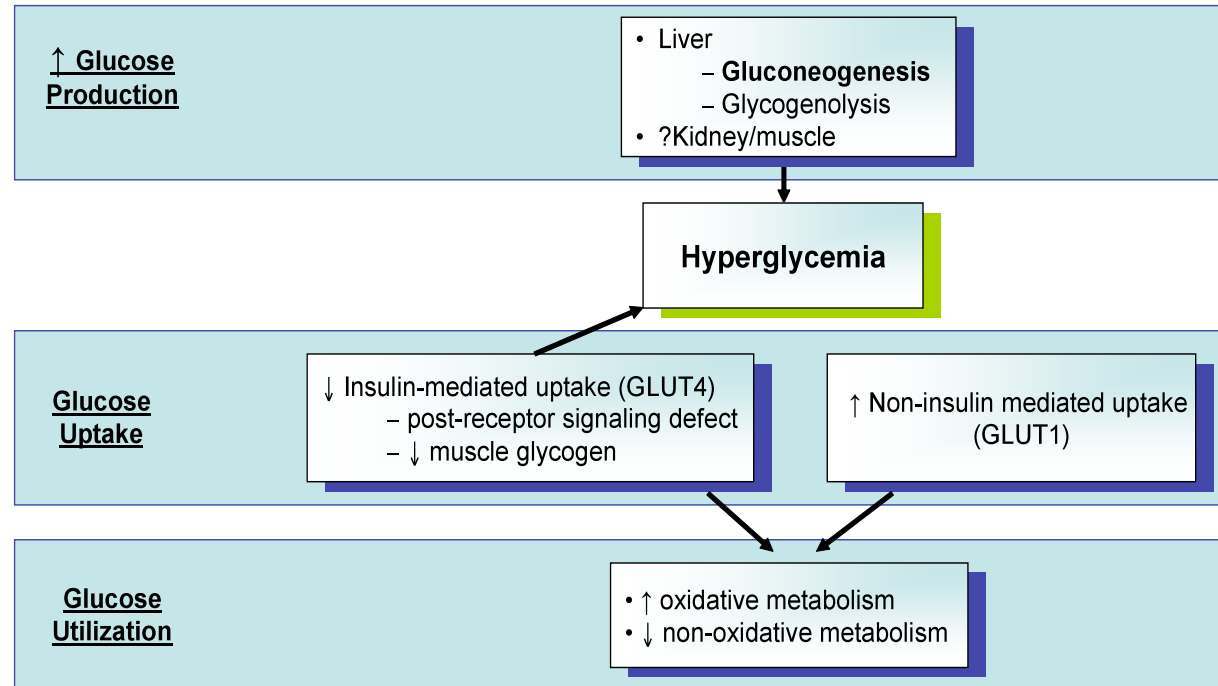 ↑ Glucose
Production
• Liver
– Gluconeogenesis
– Glycogenolysis
• ?Kidney/muscle
Hyperglycemia
Glucose
Uptake
↓ Insulin-mediated uptake (GLUT4)
– post-receptor signaling defect
– ↓ muscle glycogen
↑ Non-insulin mediated uptake
(GLUT1)
Glucose
Utilization
• ↑ oxidative metabolism
• ↓ non-oxidative metabolism